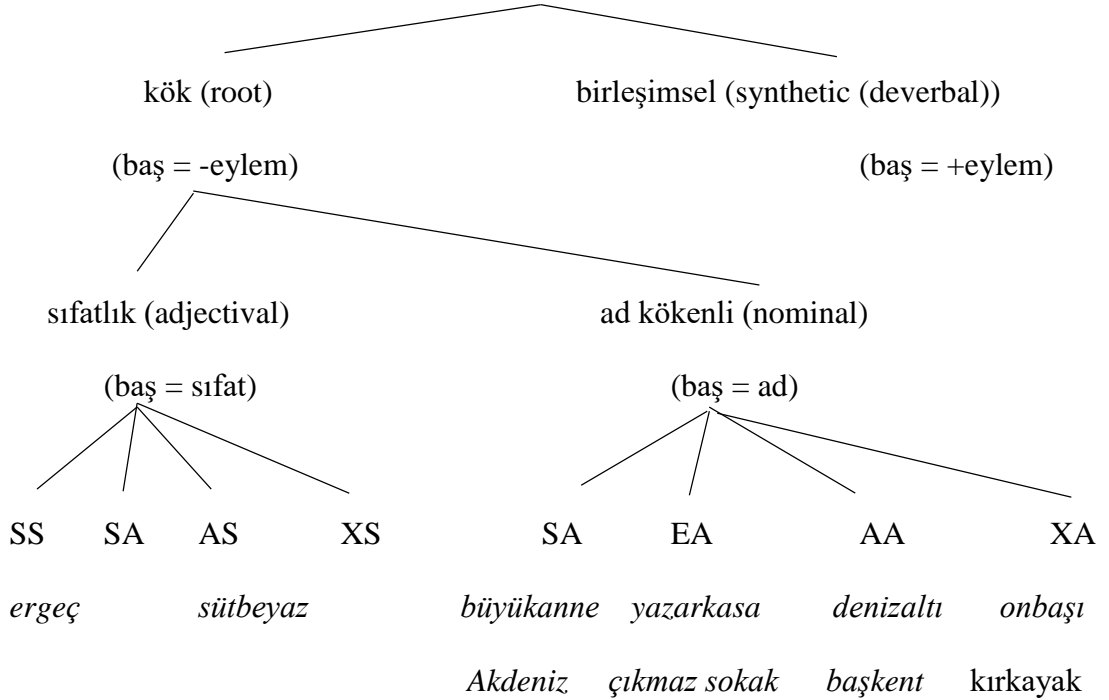 kök (root) birleşimsel (synthetic (deverbal))
(baş = -eylem) (baş = +eylem)
sıfatlık (adjectival) ad kökenli (nominal)
(baş = sıfat) (baş = ad)
SS SA AS XS SA EA AA XA
ergeç sütbeyaz büyükanne yazarkasa denizaltı onbaşı
Akdeniz çıkmaz sokak başkent kırkayak